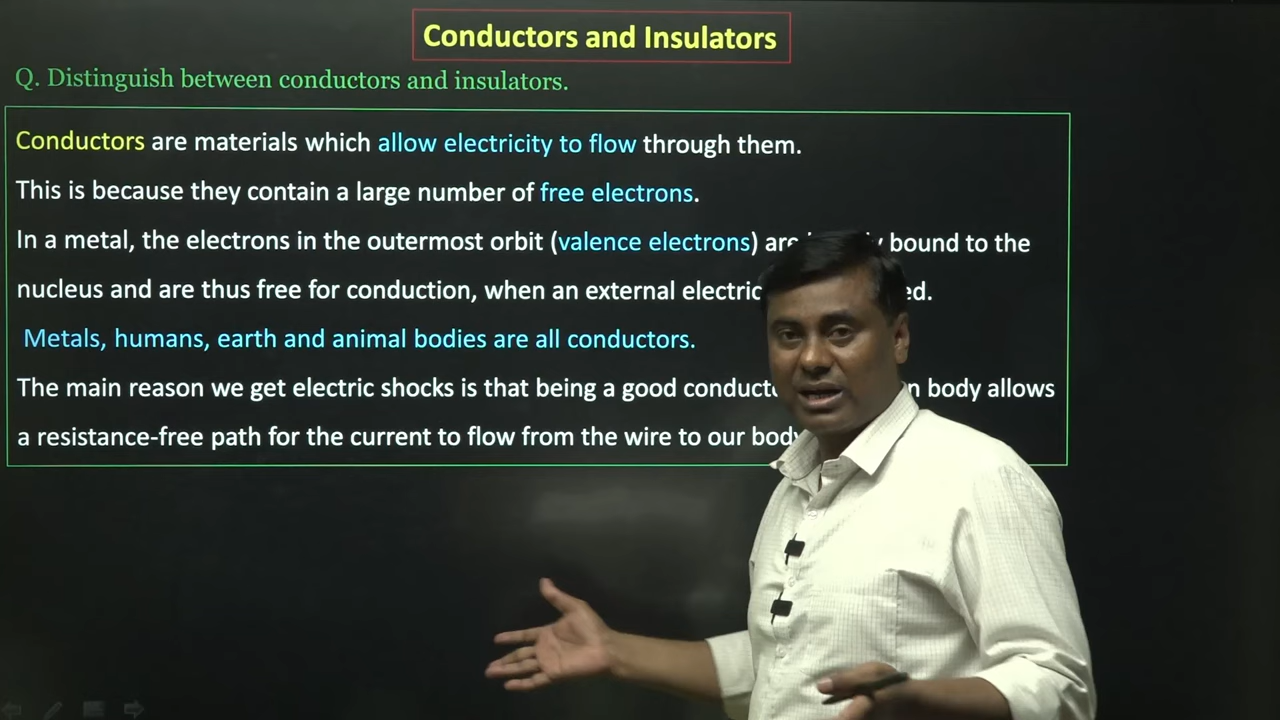 Conductors and Insulators
Q. Distinguish between conductors and insulators.
Conductors are materials which allow electricity to flow through them.
This is because they contain a large number of free electrons.
In a metal, the electrons in the outermost orbit (valence electrons) are bound to the
nucleus and are thus free for conduction, when an external electric
Metals, humans, earth and animal bodies are all conductors.
The main reason we get electric shocks is that being a good body allows
a resistance-free path for the current to flow from the wire to our body